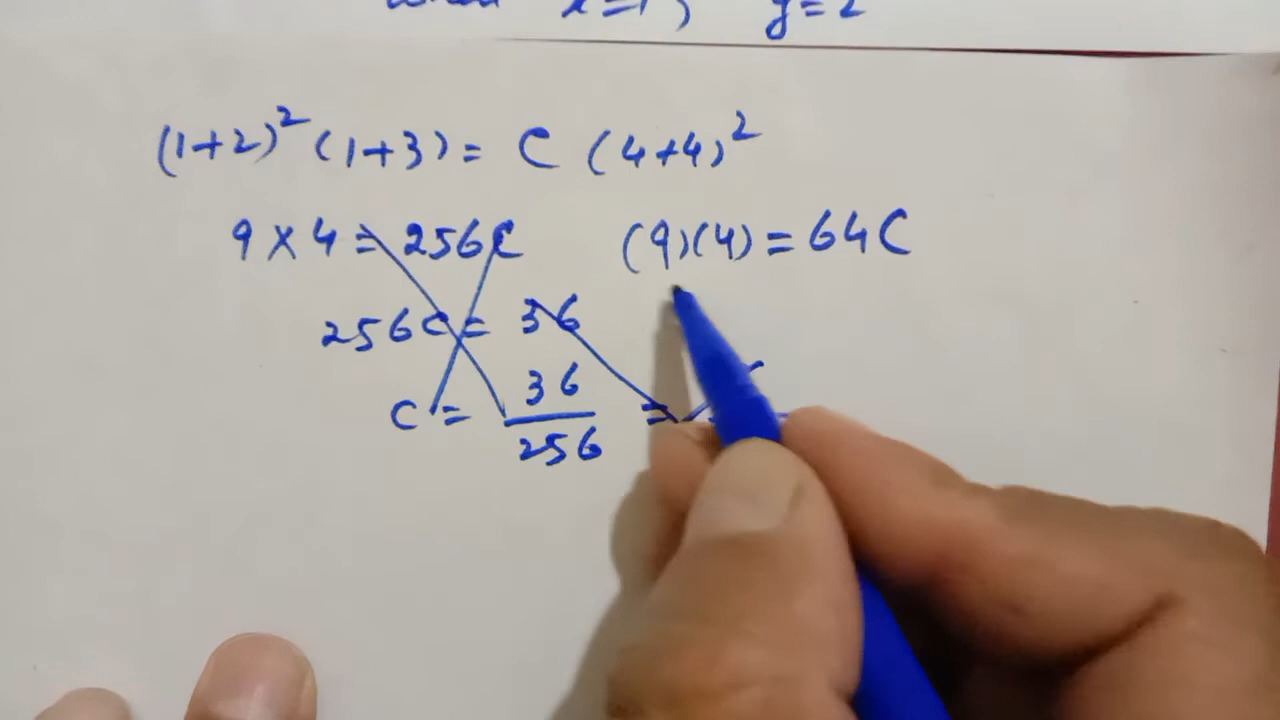 x=1, y=2
(1+2)² (1+3) = C (4+4)²
9 × 4 = 256C (9)(4) = 64C
256C = 36
C = 36/256 =